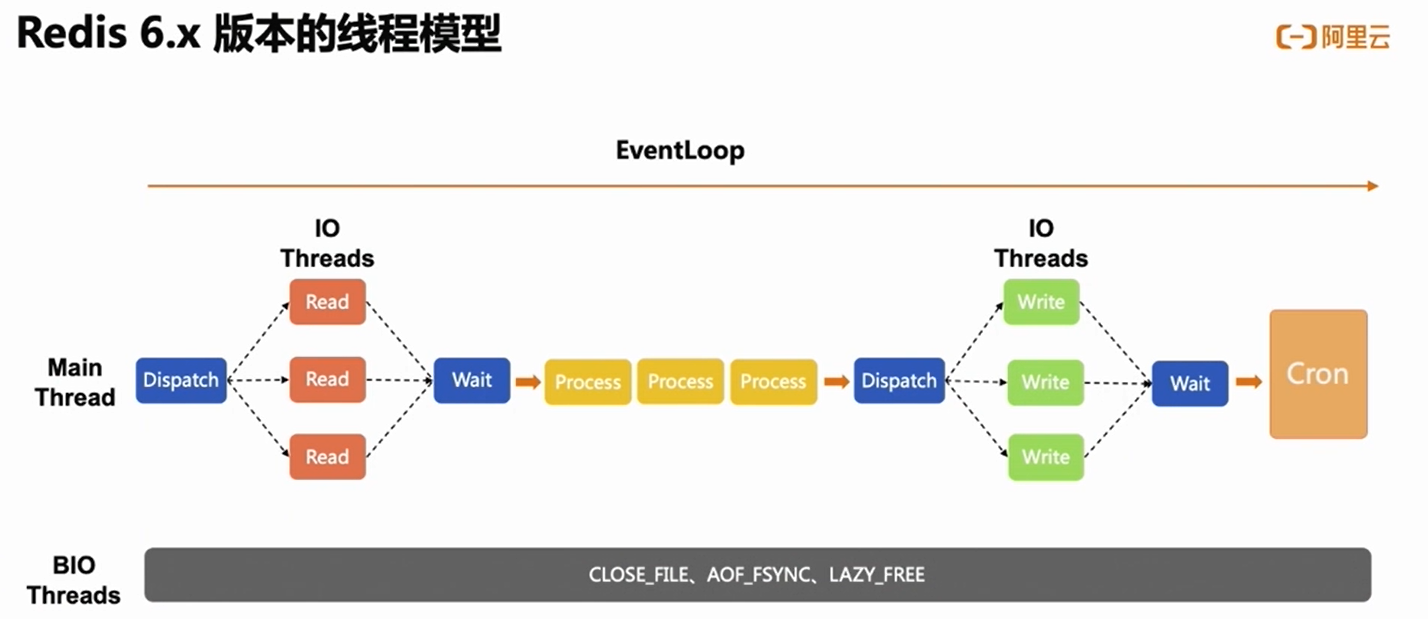 Redis 6.x 版本的线程模型
阿里云
EventLoop
IO
Threads
IO
Threads
Read
Write
Main
Thread
Dispatch
Read
Wait
Process
Process
Process
Dispatch
Write
Wait
Cron
Read
Write
BIO
Threads
CLOSE_FILE、AOF_FSYNC、LAZY_FREE